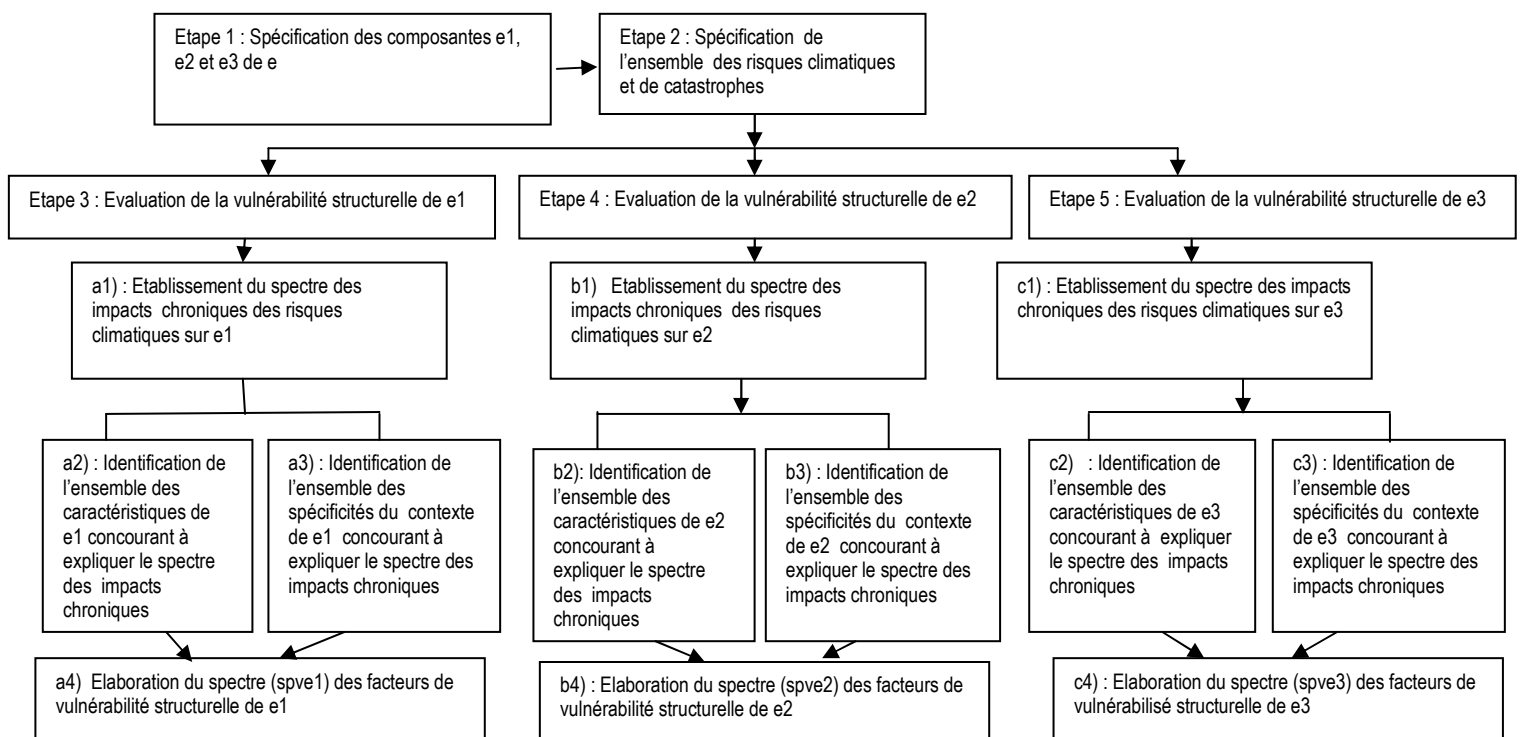 Etape 1 : Spécification des composantes e1,
e2 et e3 de e
Etape 2 : Spécification de
l'ensemble des risques climatiques
et de catastrophes
Etape 3 : Evaluation de la vulnérabilité structurelle de e1
Etape 4 : Evaluation de la vulnérabilité structurelle de e2
Etape 5 : Evaluation de la vulnérabilité structurelle de e3
a1) : Etablissement du spectre des
impacts chroniques des risques
climatiques sur e1
b1) Etablissement du spectre des
impacts chroniques des risques
climatiques sur e2
c1) : Etablissement du spectre des impacts
chroniques des risques climatiques sur e3
a2) : Identification de
l'ensemble des
caractéristiques de
e1 concourant à
expliquer le spectre
des impacts
chroniques
a3) : Identification de
l'ensemble des
spécificités du contexte
de e1 concourant à
expliquer le spectre des
impacts chroniques
b2): Identification de
l'ensemble des
caractéristiques de e2
concourant à
expliquer le spectre
des impacts
chroniques
b3) : Identification de
l'ensemble des
spécificités du contexte
de e2 concourant à
expliquer le spectre des
impacts chroniques
c2) : Identification de
l'ensemble des
caractéristiques de e3
concourant à expliquer
le spectre des impacts
chroniques
c3) : Identification de
l'ensemble des
spécificités du contexte
de e3 concourant à
expliquer le spectre des
impacts chroniques
a4) Elaboration du spectre (spve1) des facteurs de
vulnérabilité structurelle de e1
b4) : Elaboration du spectre (spve2) des facteurs de
vulnérabilité structurelle de e2
c4) : Elaboration du spectre (spve3) des facteurs de
vulnérabilisé structurelle de e3